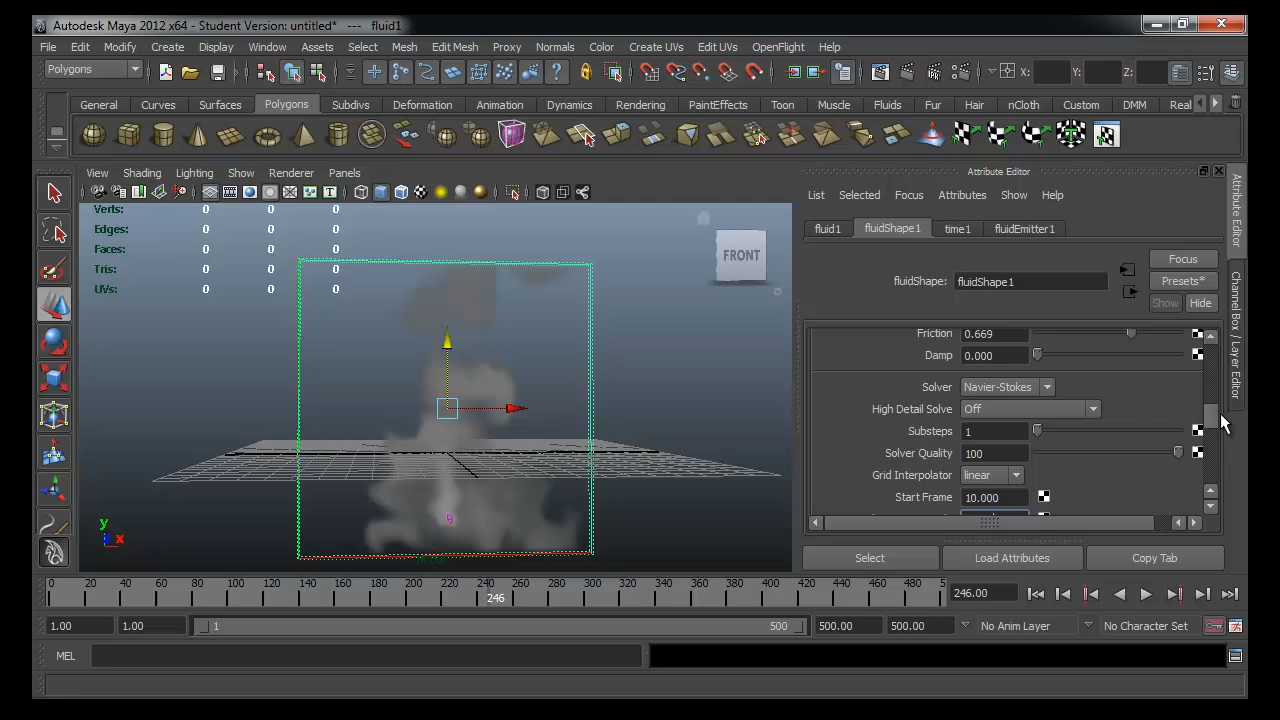 Autodesk Maya 2012 x64 - Student Version: untitled* --- fluid1
File Edit Modify Create Display Window Assets Select Mesh Edit Mesh Proxy Normals Color Create UVs Edit UVs OpenFlight Help
Polygons X: Y: Z:
General Curves Surfaces Polygons Subdivs Deformation Animation Dynamics Rendering PaintEffects Toon Muscle Fluids Fur Hair nCloth Custom DMM Real
View Shading Lighting Show Renderer Panels
Attribute Editor
List Selected Focus Attributes Show Help
Verts: 0 0 0
Edges: 0 0 0
Faces: 0 0 0
Tris: 0 0 0
UVs: 0 0 0
FRONT
y
x
fluid1 fluidShape1 time1 fluidEmitter1
Focus
fluidShape: fluidShape1 Presets*
Show Hide
Friction 0.669
Damp 0.000
Solver Navier-Stokes
High Detail Solve Off
Substeps 1
Solver Quality 100
Grid Interpolator linear
Start Frame 10.000
Select Load Attributes Copy Tab
Attribute Editor
Channel Box / Layer Editor
0 20 40 60 80 100 120 140 160 180 200 220 240 260 280 300 320 340 360 380 400 420 440 460 480 5
246
246.00
1.00 1.00 1 500 500.00 500.00 No Anim Layer No Character Set
MEL